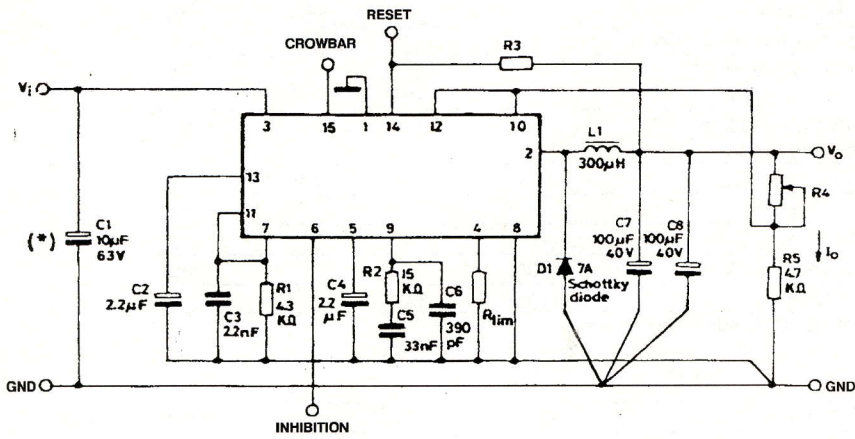 RESET
CROWBAR
R3
Vi
3
15
1
14
12
10
2
L1
300µH
Vo
13
11
7
6
5
9
4
8
R4
(*)
C1
10µF
63V
C2
2.2µF
C3
2.2nF
R1
4.3
KΩ
C4
2.2
µF
R2
15
KΩ
C5
33nF
C6
390
pF
Rlim
D1
7A
Schottky
diode
C7
100µF
40V
C8
100µF
40V
R5
4.7
KΩ
Io
GND
GND
INHIBITION